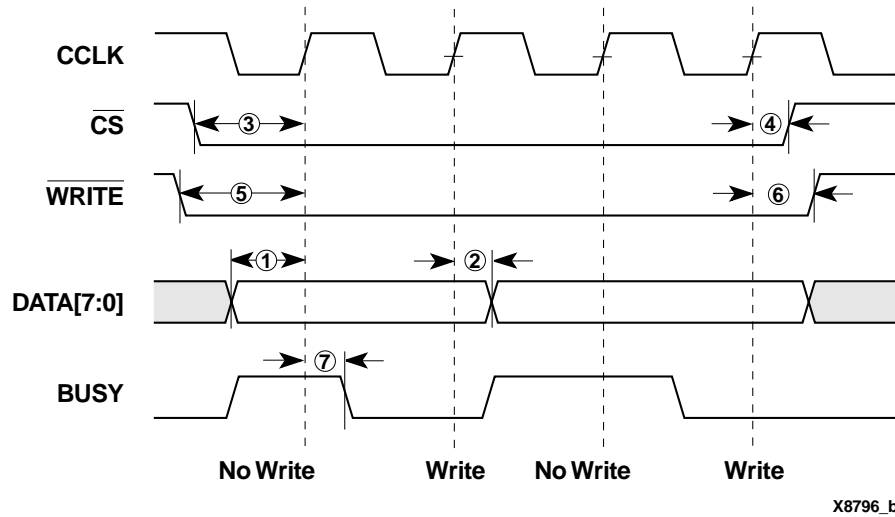 CCLK
CS
③ ④
WRITE
⑤ ⑥
① ②
DATA[7:0]
⑦
BUSY
No Write Write No Write Write
X8796_b